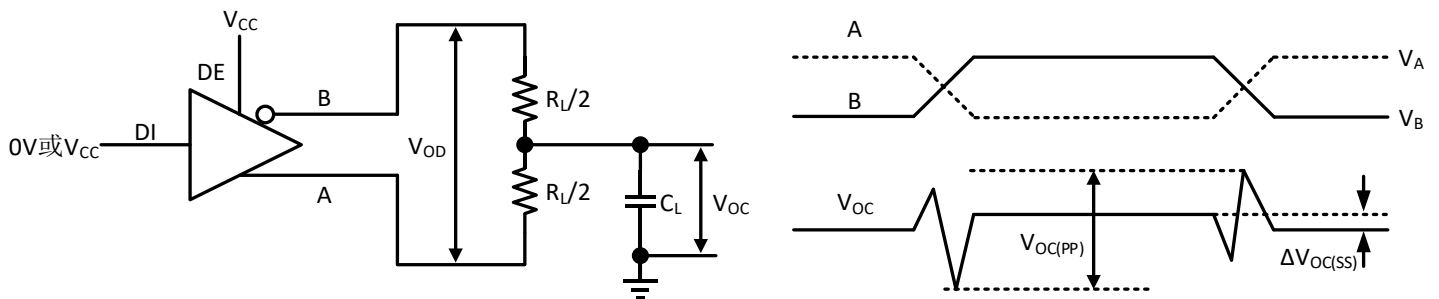 V_CC
DE
B
DI
0V或V_CC
A
V_OD
R_L/2
R_L/2
C_L
V_OC
A
V_A
B
V_B
V_OC
V_OC(PP)
ΔV_OC(SS)